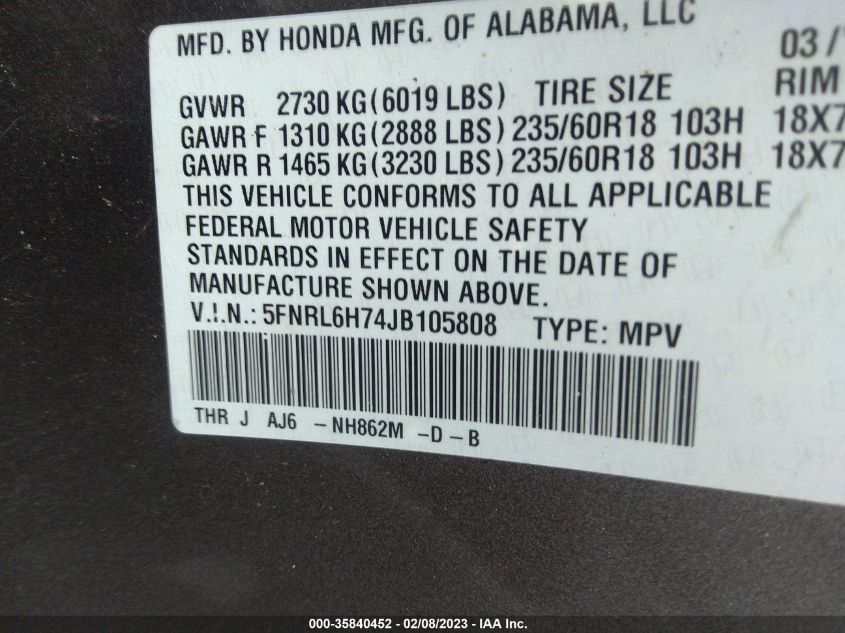 MFD. BY HONDA MFG. OF ALABAMA, LLC 03 /
GVWR 2730 KG (6019 LBS) TIRE SIZE RIM
GAWR F 1310 KG (2888 LBS) 235/60R18 103H 18X7
GAWR R 1465 KG (3230 LBS) 235/60R18 103H 18X7
THIS VEHICLE CONFORMS TO ALL APPLICABLE
FEDERAL MOTOR VEHICLE SAFETY
STANDARDS IN EFFECT ON THE DATE OF
MANUFACTURE SHOWN ABOVE.
V.I.N.: 5FNRL6H74JB105808 TYPE: MPV
THR J AJ6 -NH862M -D-B
000-35840452 - 02/08/2023 - IAA Inc.